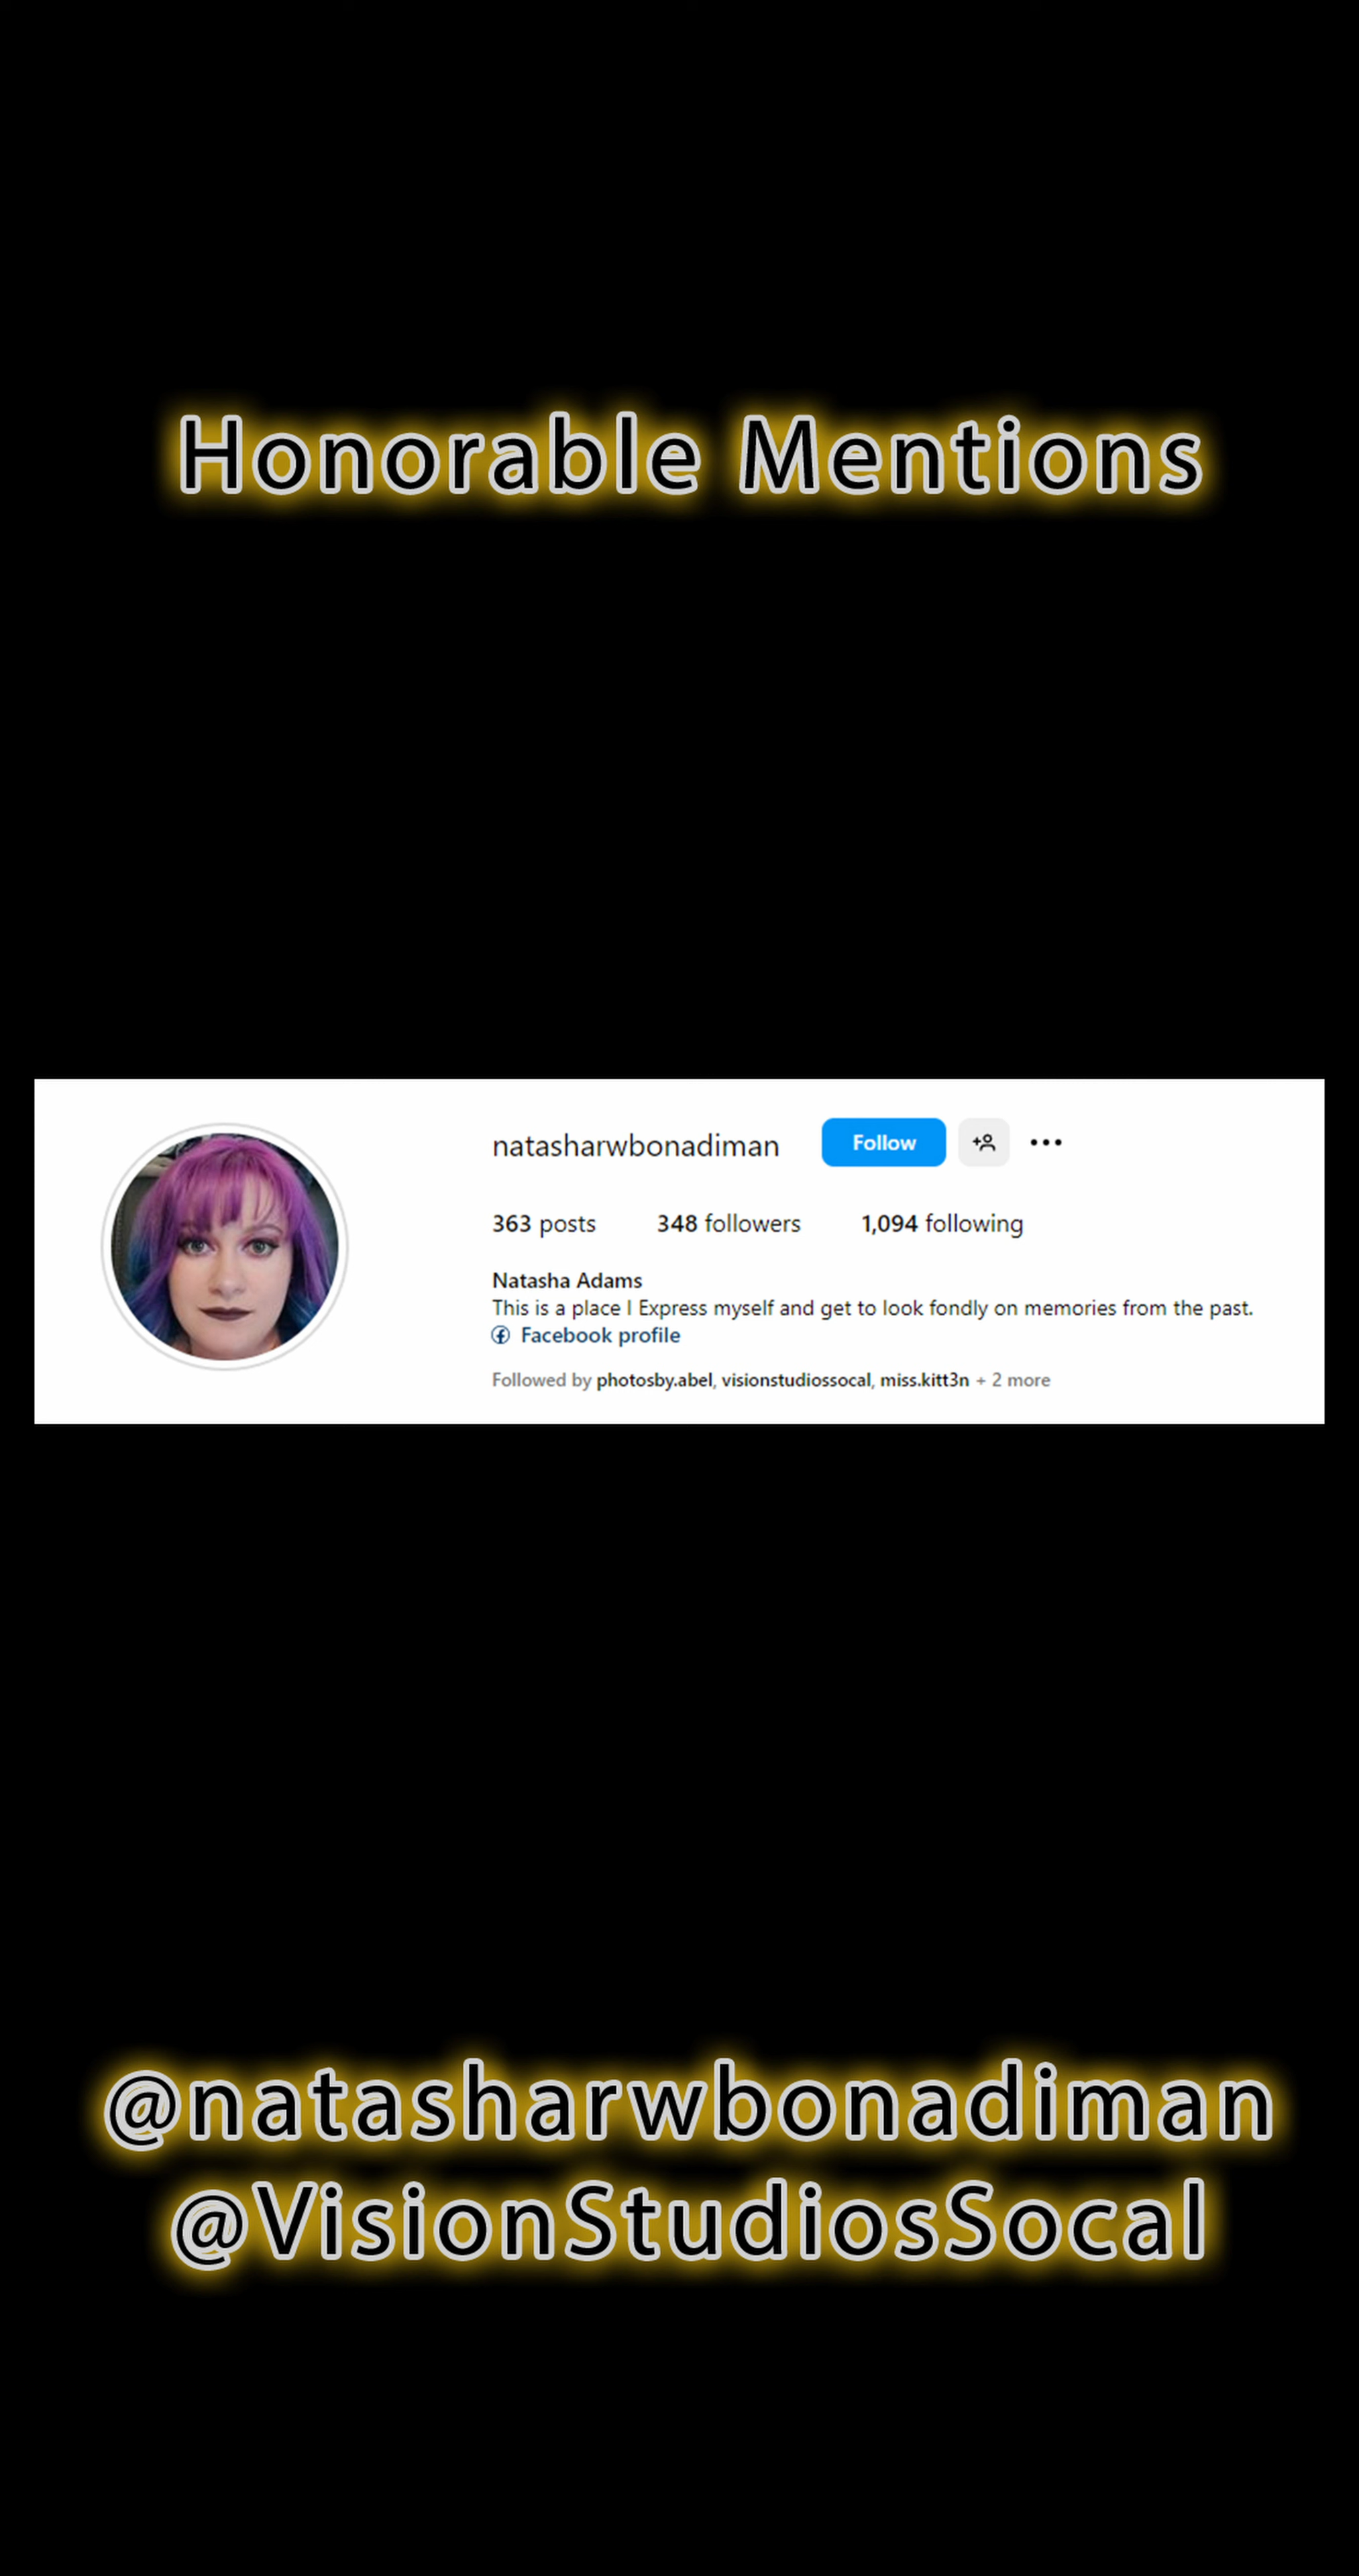 Honorable Mentions
natasharwbonadiman Follow
363 posts 348 followers 1,094 following
Natasha Adams
This is a place I Express myself and get to look fondly on memories from the past.
Facebook profile
Followed by photosby.abel, visionstudiossocal, miss.kitt3n + 2 more
@natasharwbonadiman
@VisionStudiosSocal